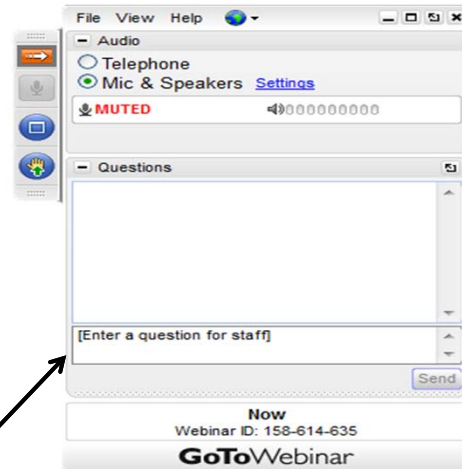 File View Help
Audio
Telephone
Mic & Speakers Settings
MUTED 000000000
Questions
[Enter a question for staff]
Send
Now
Webinar ID: 158-614-635
GoToWebinar